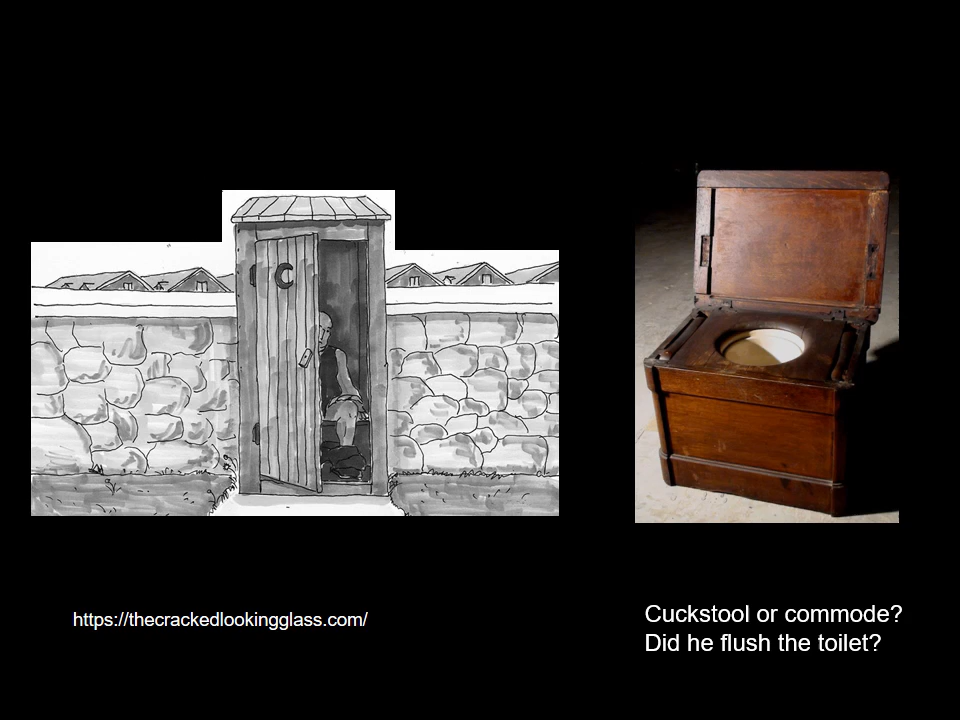 https://thecrackedlookingglass.com/
Cuckstool or commode?
Did he flush the toilet?